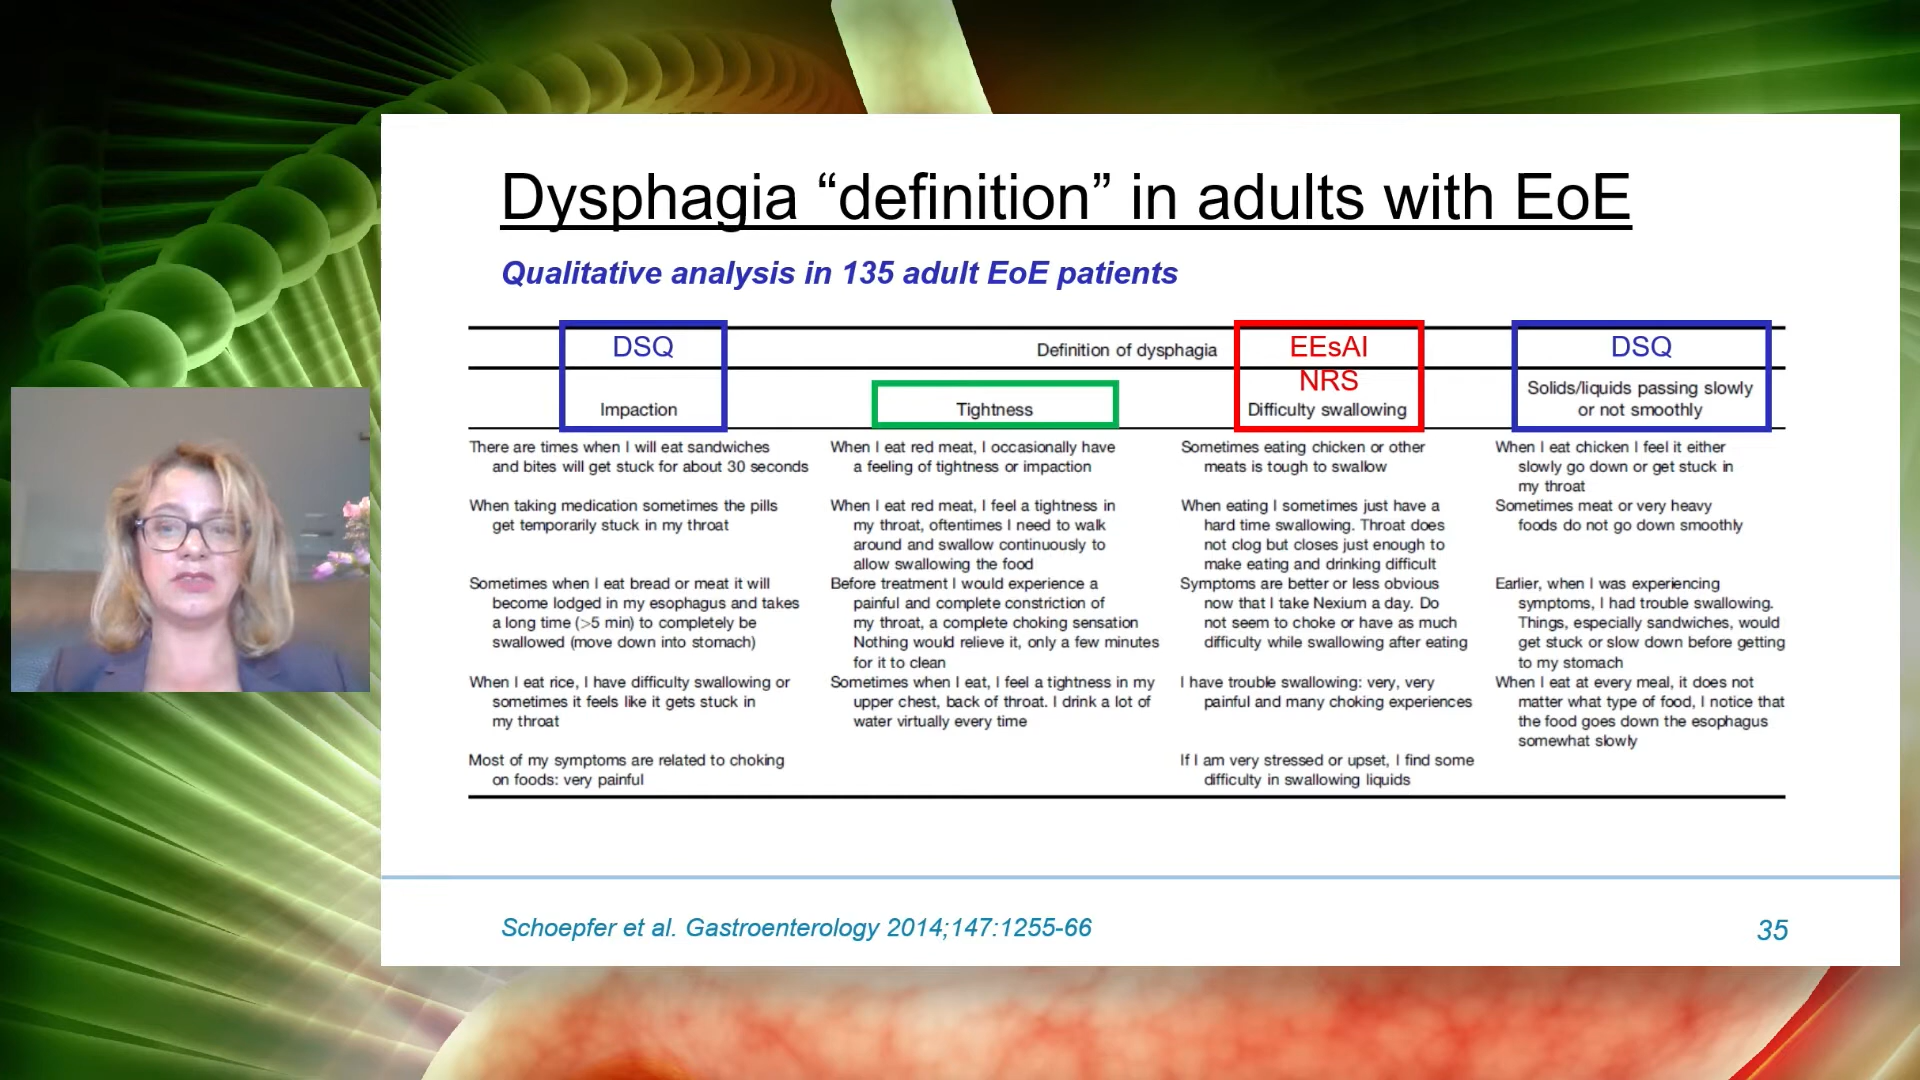 Dysphagia “definition” in adults with EoE
Qualitative analysis in 135 adult EoE patients
Definition of dysphagia
DSQ
Impaction
Tightness
EEsAI
NRS
Difficulty swallowing
DSQ
Solids/liquids passing slowly
or not smoothly
There are times when I will eat sandwiches
and bites will get stuck for about 30 seconds
When taking medication sometimes the pills
get temporarily stuck in my throat
Sometimes when I eat bread or meat it will
become lodged in my esophagus and takes
a long time (>5 min) to completely be
swallowed (move down into stomach)
When I eat rice, I have difficulty swallowing or
sometimes it feels like it gets stuck in
my throat
Most of my symptoms are related to choking
on foods: very painful
When I eat red meat, I occasionally have
a feeling of tightness or impaction
When I eat red meat, I feel a tightness in
my throat, oftentimes I need to walk
around and swallow continuously to
allow swallowing the food
Before treatment I would experience a
painful and complete constriction of
my throat, a complete choking sensation
Nothing would relieve it, only a few minutes
for it to clean
Sometimes when I eat, I feel a tightness in my
upper chest, back of throat. I drink a lot of
water virtually every time
Sometimes eating chicken or other
meats is tough to swallow
When eating I sometimes just have a
hard time swallowing. Throat does
not clog but closes just enough to
make eating and drinking difficult
Symptoms are better or less obvious
now that I take Nexium a day. Do
not seem to choke or have as much
difficulty while swallowing after eating
I have trouble swallowing: very, very
painful and many choking experiences
If I am very stressed or upset, I find some
difficulty in swallowing liquids
When I eat chicken I feel it either
slowly go down or get stuck in
my throat
Sometimes meat or very heavy
foods do not go down smoothly
Earlier, when I was experiencing
symptoms, I had trouble swallowing.
Things, especially sandwiches, would
get stuck or slow down before getting
to my stomach
When I eat at every meal, it does not
matter what type of food, I notice that
the food goes down the esophagus
somewhat slowly
Schoepfer et al. Gastroenterology 2014;147:1255-66
35